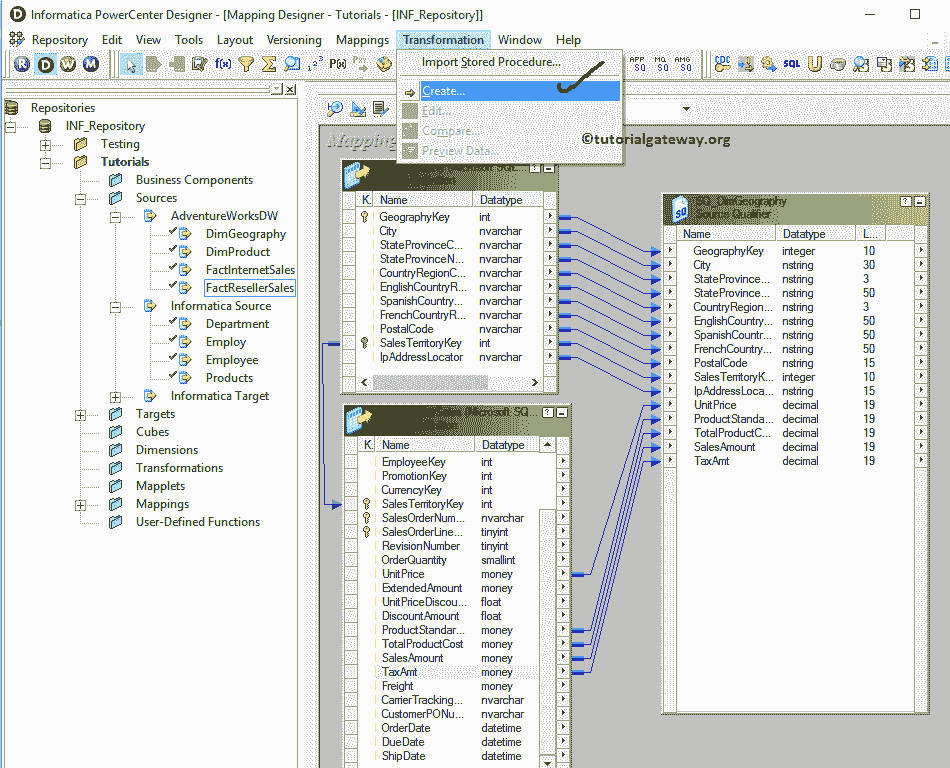 Informatica PowerCenter Designer - [Mapping Designer - Tutorials - [INF_Repository]]
Repository Edit View Tools Layout Versioning Mappings Transformation Window Help
R D W M f(x) P(x) APP SQ MQ SQ AMG SQ CDC SQL
Import Stored Procedure...
Create...
Edit...
Compare...
Preview Data...
©tutorialgateway.org
Mapping
Repositories
INF_Repository
Testing
Tutorials
Business Components
Sources
AdventureWorksDW
DimGeography
DimProduct
FactInternetSales
FactResellerSales
Informatica Source
Department
Employ
Employee
Products
Informatica Target
Targets
Cubes
Dimensions
Transformations
Mapplets
Mappings
User-Defined Functions
K. Name Datatype
GeographyKey int
City nvarchar
StateProvinceC... nvarchar
StateProvinceN... nvarchar
CountryRegionC... nvarchar
EnglishCountryR... nvarchar
SpanishCountry... nvarchar
FrenchCountryR... nvarchar
PostalCode nvarchar
SalesTerritoryKey int
IpAddressLocator nvarchar
(Microsoft SQ...
K. Name Datatype
EmployeeKey int
PromotionKey int
CurrencyKey int
SalesTerritoryKey int
SalesOrderNum... nvarchar
SalesOrderLine... tinyint
RevisionNumber tinyint
OrderQuantity smallint
UnitPrice money
ExtendedAmount money
UnitPriceDiscou... float
DiscountAmount float
ProductStandar... money
TotalProductCost money
SalesAmount money
TaxAmt money
Freight money
CarrierTracking... nvarchar
CustomerPONu... nvarchar
OrderDate datetime
DueDate datetime
ShipDate datetime
SQ_DimGeography
Source Qualifier
Name Datatype L...
GeographyKey integer 10
City nstring 30
StateProvince... nstring 3
StateProvince... nstring 50
CountryRegion... nstring 3
EnglishCountry... nstring 50
SpanishCountr... nstring 50
FrenchCountry... nstring 50
PostalCode nstring 15
SalesTerritoryK... integer 10
IpAddressLoca... nstring 15
UnitPrice decimal 19
ProductStanda... decimal 19
TotalProductC... decimal 19
SalesAmount decimal 19
TaxAmt decimal 19